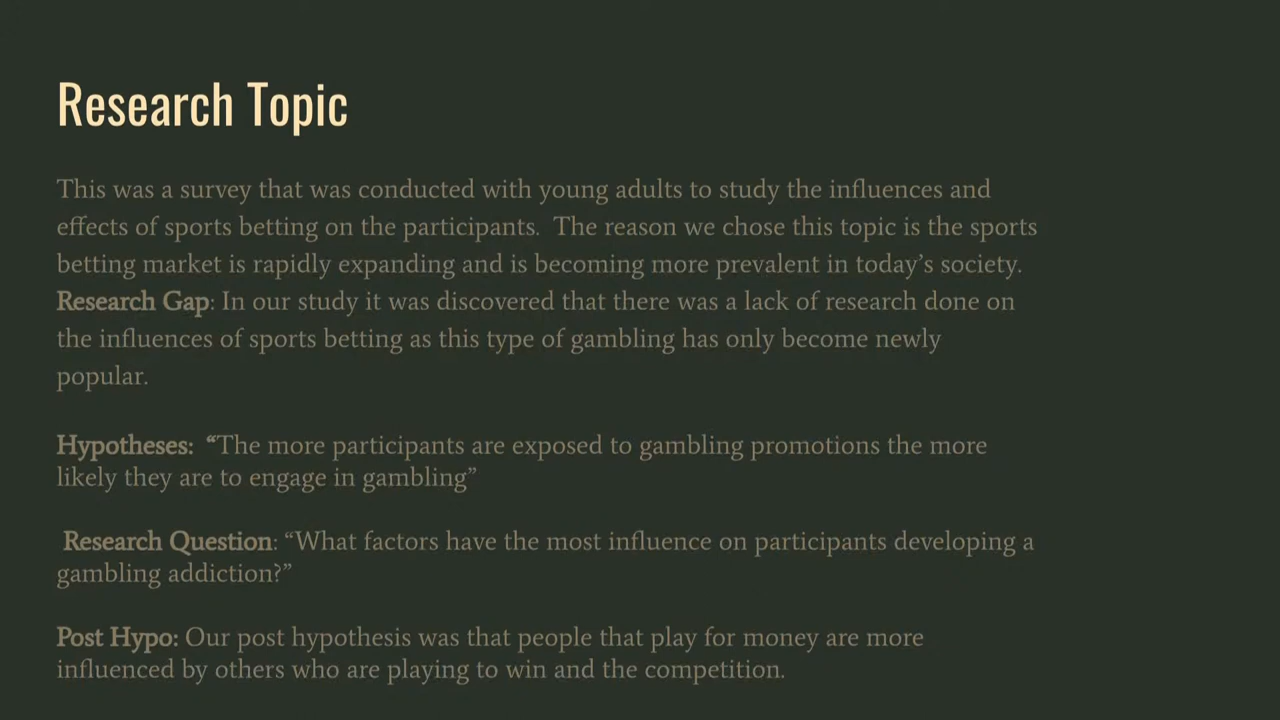 Research Topic
This was a survey that was conducted with young adults to study the influences and
effects of sports betting on the participants.  The reason we chose this topic is the sports
betting market is rapidly expanding and is becoming more prevalent in today’s society.
Research Gap: In our study it was discovered that there was a lack of research done on
the influences of sports betting as this type of gambling has only become newly
popular.
Hypotheses:  “The more participants are exposed to gambling promotions the more
likely they are to engage in gambling”
Research Question: “What factors have the most influence on participants developing a
gambling addiction?”
Post Hypo: Our post hypothesis was that people that play for money are more
influenced by others who are playing to win and the competition.